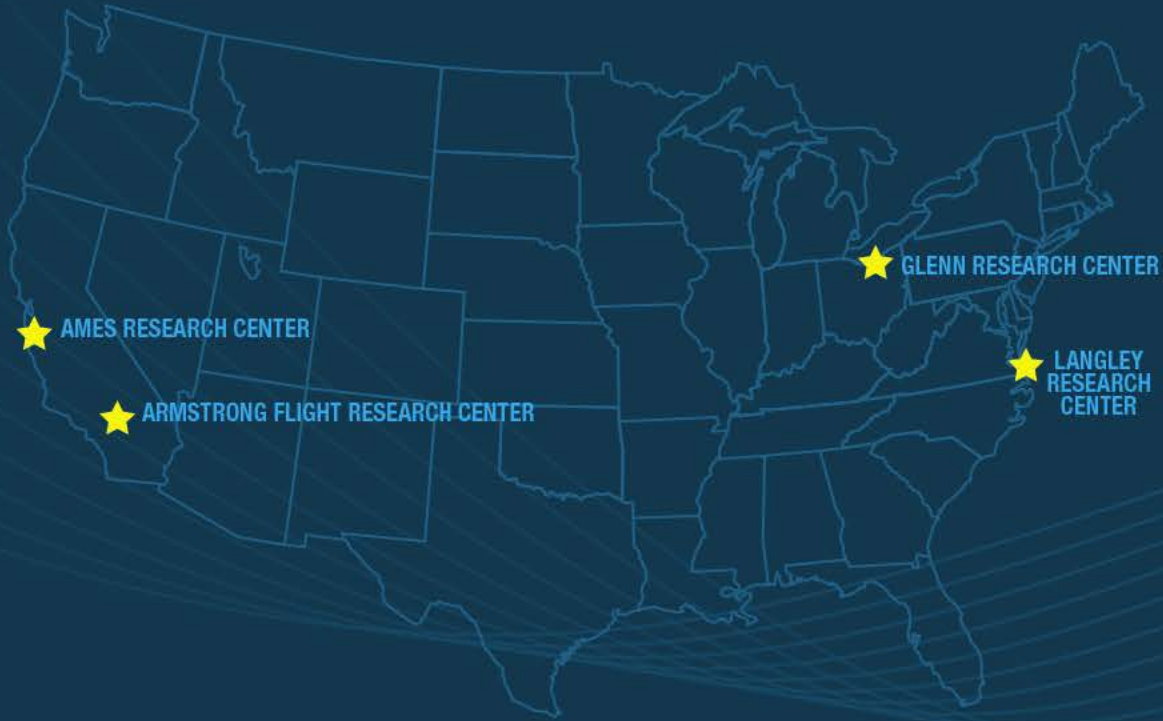 GLENN RESEARCH CENTER
AMES RESEARCH CENTER
LANGLEY
RESEARCH
CENTER
ARMSTRONG FLIGHT RESEARCH CENTER